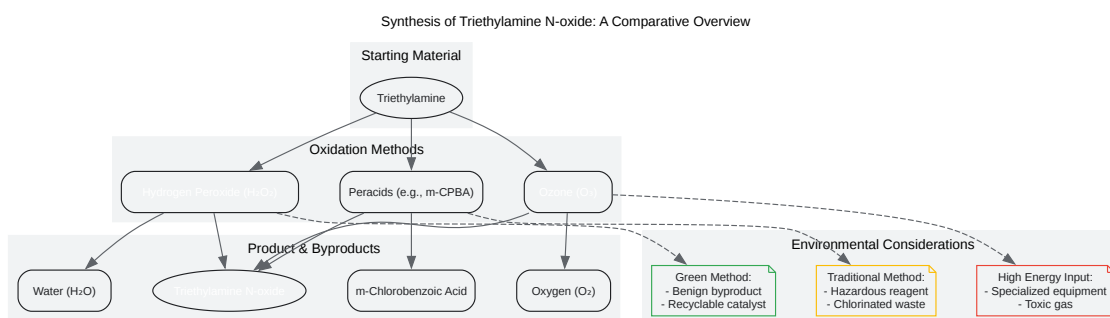 Synthesis of Triethylamine N-oxide: A Comparative Overview
Starting Material
Triethylamine
Oxidation Methods
Hydrogen Peroxide (H₂O₂)
Peracids (e.g., m-CPBA)
Ozone (O₃)
Product & Byproducts
Environmental Considerations
Water (H₂O)
Triethylamine N-oxide
m-Chlorobenzoic Acid
Oxygen (O₂)
Green Method:
- Benign byproduct
- Recyclable catalyst
Traditional Method:
- Hazardous reagent
- Chlorinated waste
High Energy Input:
- Specialized equipment
- Toxic gas